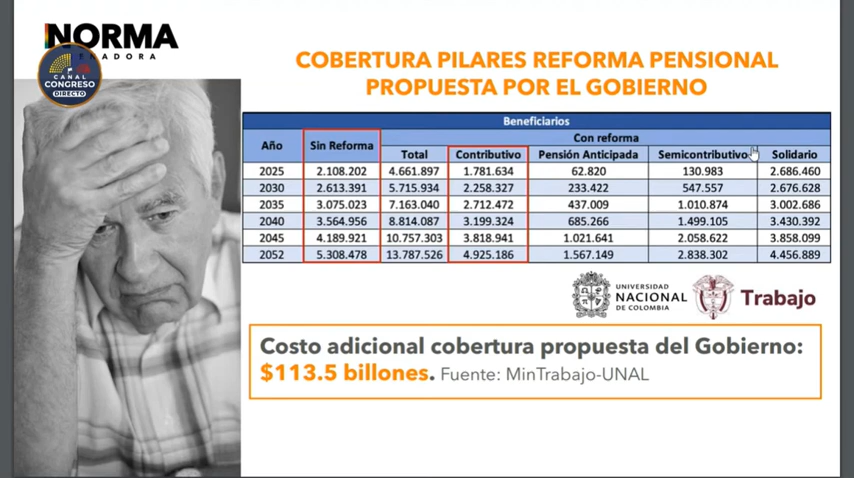 NORMA
ENADORA
CANAL
CONGRESO
DIRECTO
COBERTURA PILARES REFORMA PENSIONAL
PROPUESTA POR EL GOBIERNO
Beneficiarios
Año Sin Reforma Con reforma
Total Contributivo Pensión Anticipada Semicontributivo Solidario
2025 2.108.202 4.661.897 1.781.634 62.820 130.983 2.686.460
2030 2.613.391 5.715.934 2.258.327 233.422 547.557 2.676.628
2035 3.075.023 7.163.040 2.712.472 437.009 1.010.874 3.002.686
2040 3.564.956 8.814.087 3.199.324 685.266 1.499.105 3.430.392
2045 4.189.921 10.757.303 3.818.941 1.021.641 2.058.622 3.858.099
2052 5.308.478 13.787.526 4.925.186 1.567.149 2.838.302 4.456.889
UNIVERSIDAD
NACIONAL
DE COLOMBIA
Trabajo
Costo adicional cobertura propuesta del Gobierno:
$113.5 billones. Fuente: MinTrabajo-UNAL